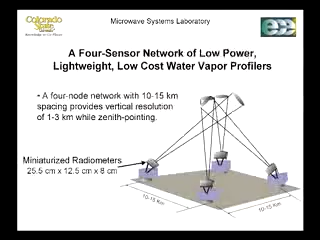 Microwave Systems Laboratory
Colorado
State
A Four-Sensor Network of Low Power,
Lightweight, Low Cost Water Vapor Profilers
- A four-node network with 10-15 km
spacing provides vertical resolution
of 1-3 km while zenith-pointing.
Miniaturized Radiometers
25.5 cm x 12.5 cm x 8 cm
10-15 Km
10-15 Km